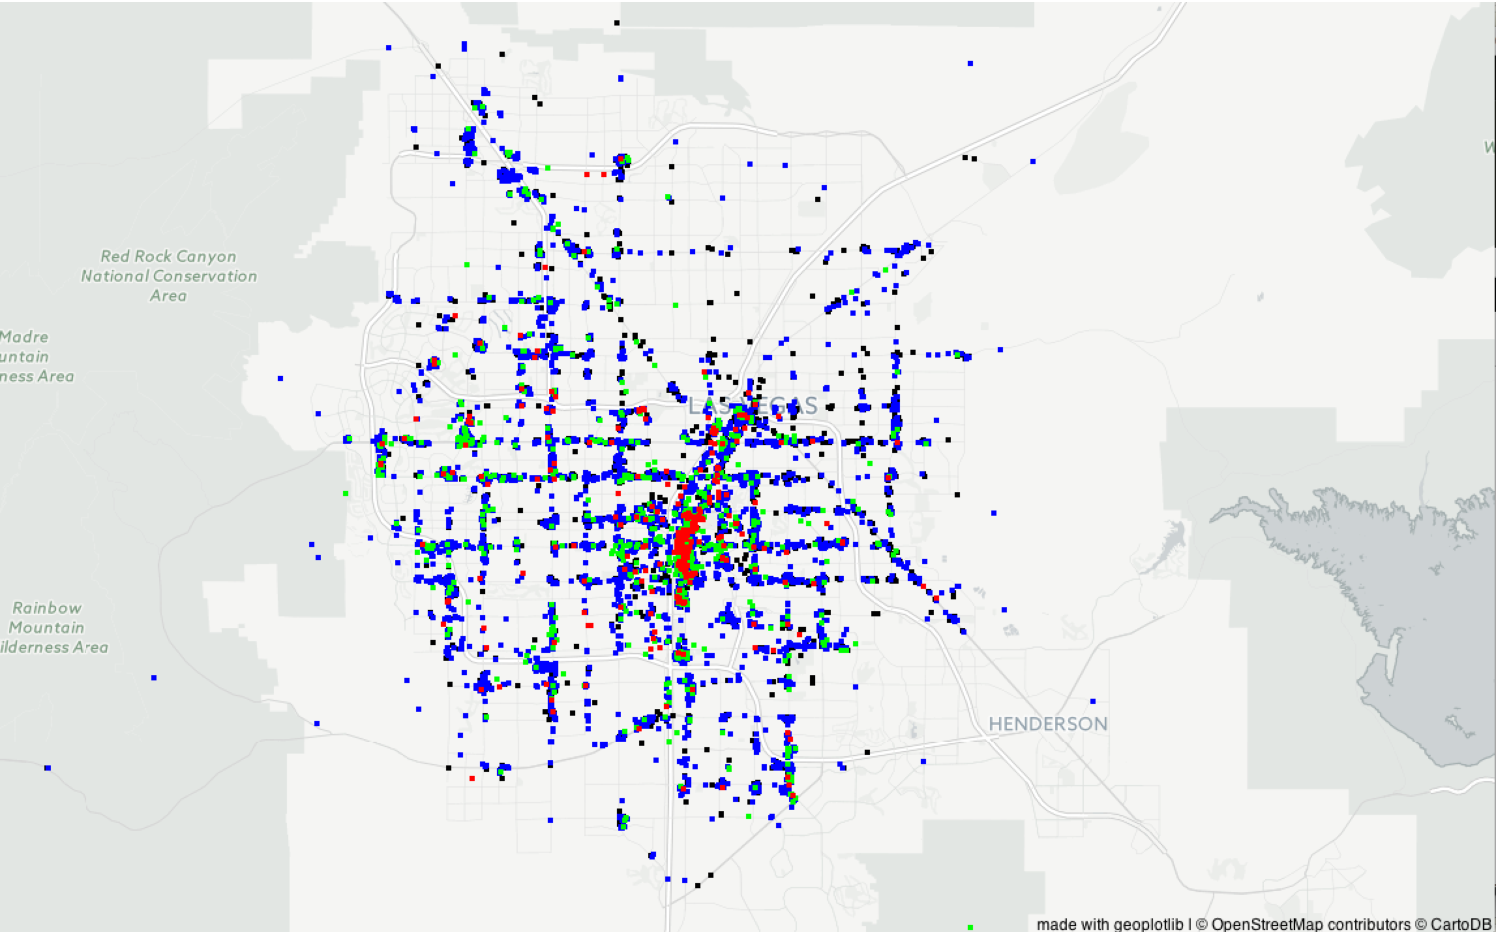 Red Rock Canyon
National Conservation
Area
Madre
untain
ness Area
LAS VEGAS
Rainbow
Mountain
ilderness Area
HENDERSON
W
made with geoplotlib | © OpenStreetMap contributors © CartoDB